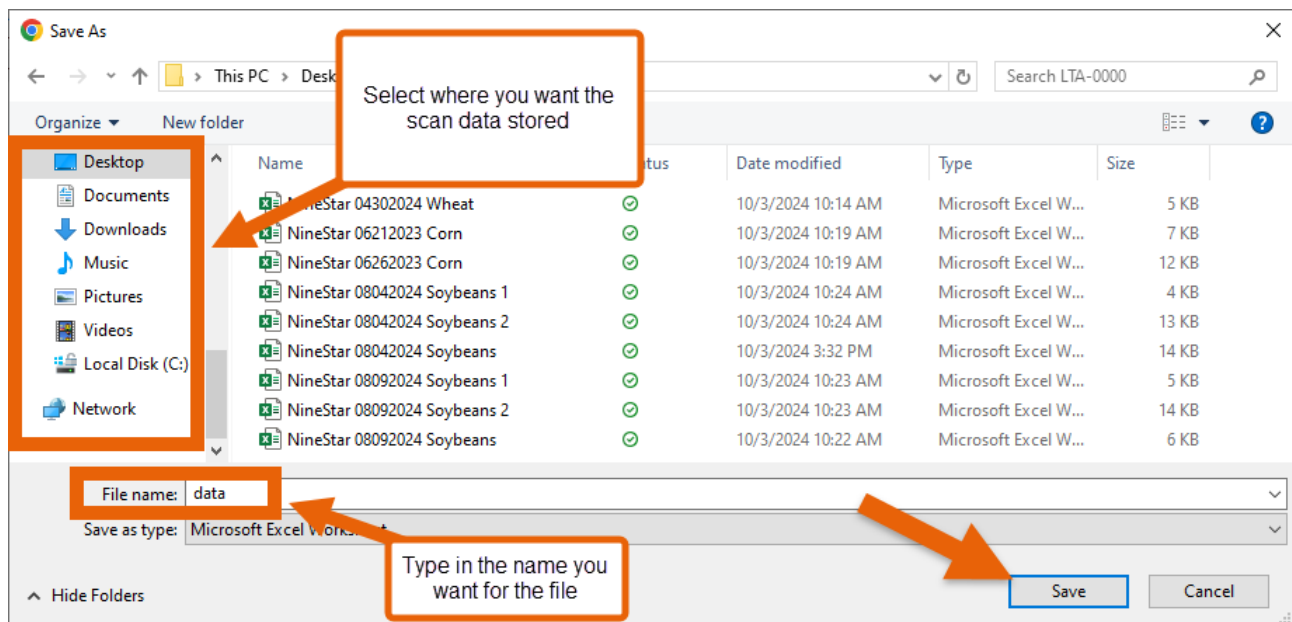 Save As
This PC > Desk
Search LTA-0000
Select where you want the
scan data stored
Organize
New folder
Desktop
Documents
Downloads
Music
Pictures
Videos
Local Disk (C:)
Network
Name
Date modified
Type
Size
NineStar 04302024 Wheat 10/3/2024 10:14 AM Microsoft Excel W... 5 KB
NineStar 06212023 Corn 10/3/2024 10:19 AM Microsoft Excel W... 7 KB
NineStar 06262023 Corn 10/3/2024 10:19 AM Microsoft Excel W... 12 KB
NineStar 08042024 Soybeans 1 10/3/2024 10:24 AM Microsoft Excel W... 4 KB
NineStar 08042024 Soybeans 2 10/3/2024 10:24 AM Microsoft Excel W... 13 KB
NineStar 08042024 Soybeans 10/3/2024 3:32 PM Microsoft Excel W... 14 KB
NineStar 08092024 Soybeans 1 10/3/2024 10:23 AM Microsoft Excel W... 5 KB
NineStar 08092024 Soybeans 2 10/3/2024 10:23 AM Microsoft Excel W... 14 KB
NineStar 08092024 Soybeans 10/3/2024 10:22 AM Microsoft Excel W... 6 KB
File name: data
Save as type: Microsoft Excel
Type in the name you
want for the file
Hide Folders
Save
Cancel